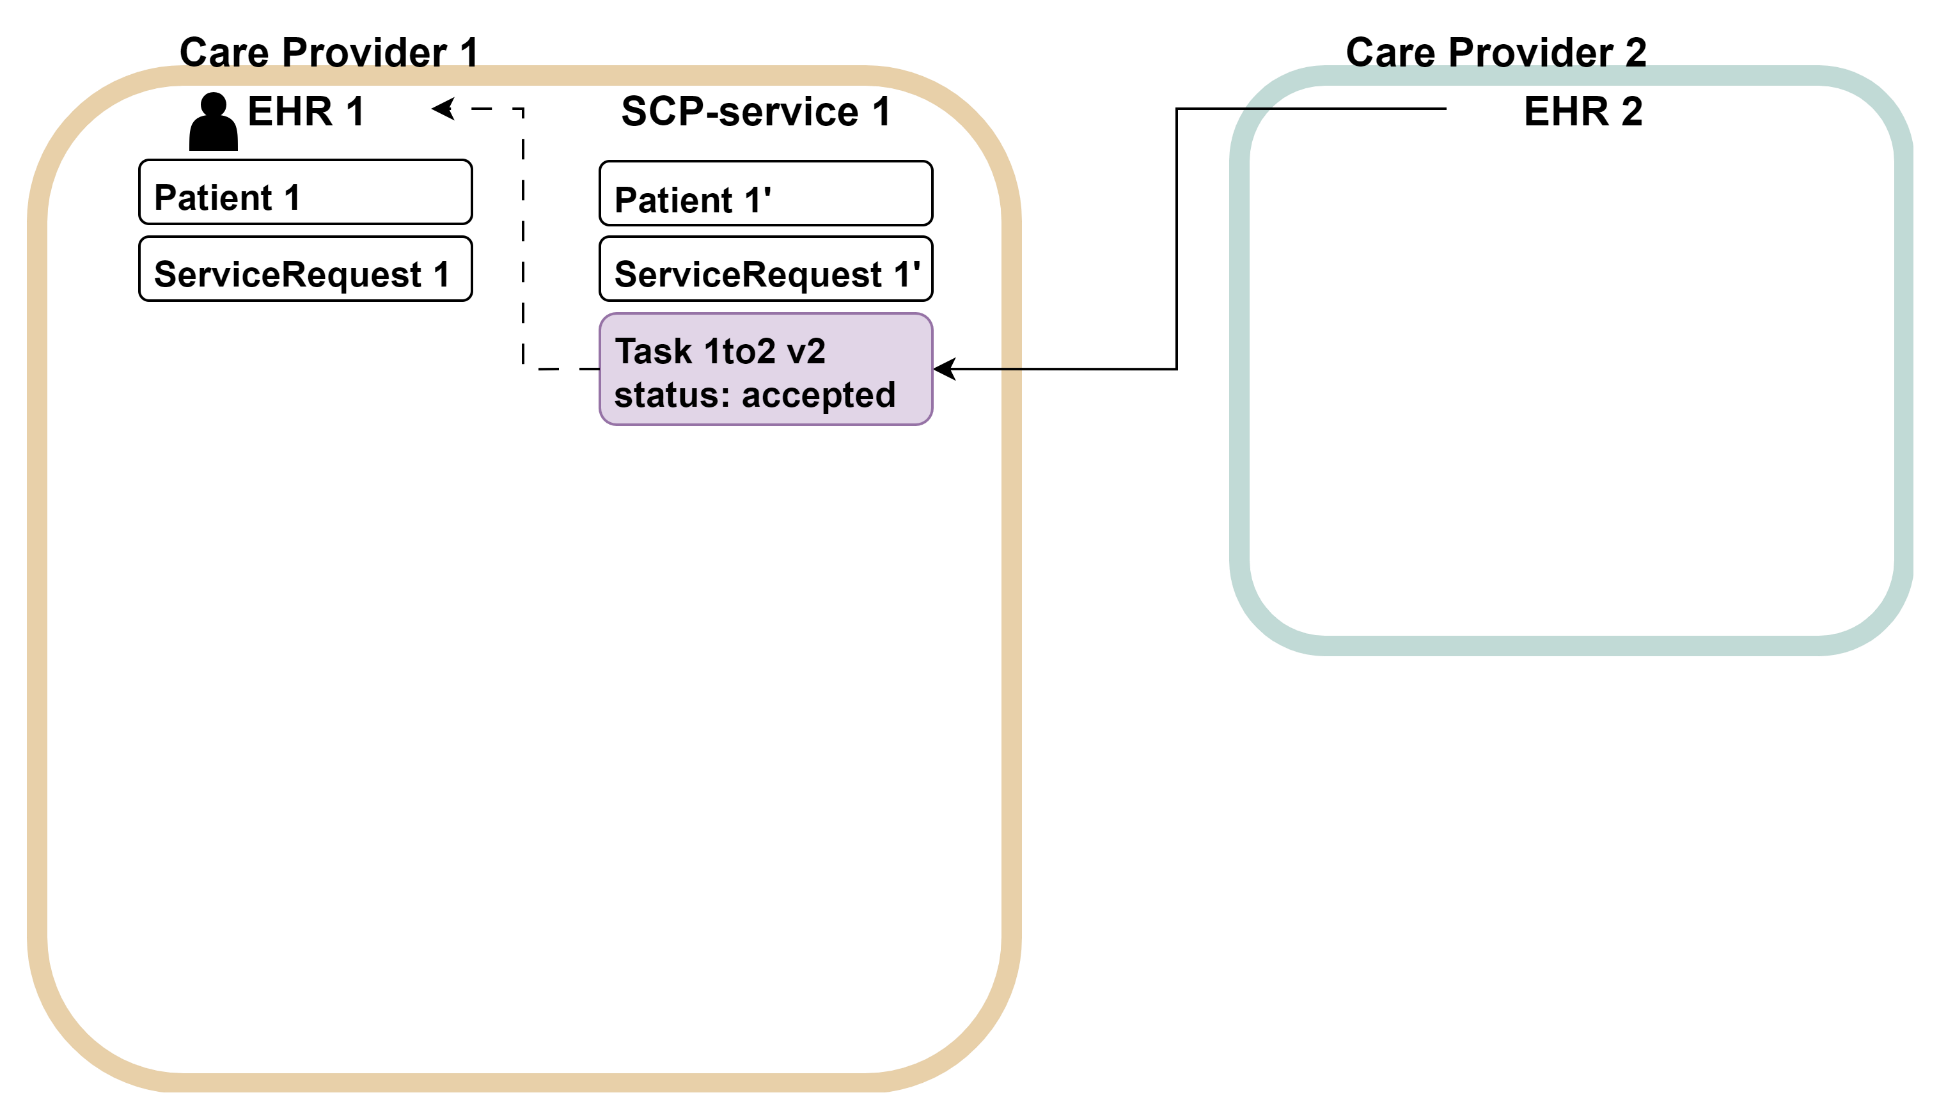 Care Provider 1
EHR 1
SCP-service 1
Patient 1
Patient 1'
ServiceRequest 1
ServiceRequest 1'
Task 1to2 v2
status: accepted
Care Provider 2
EHR 2